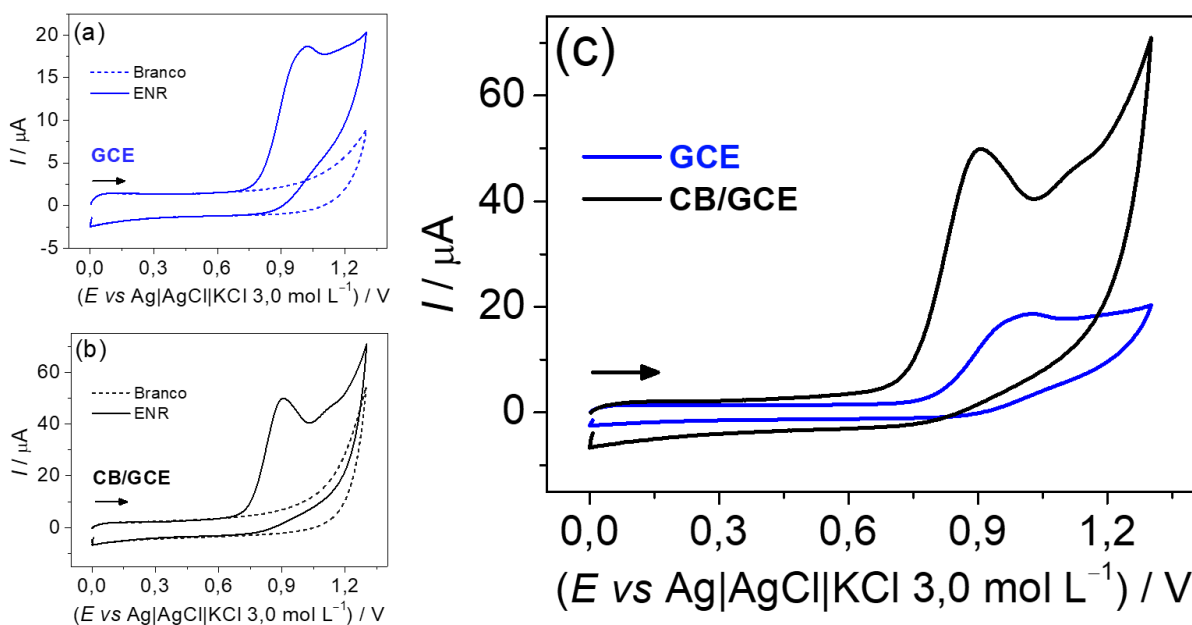 (a)
20
15
10
5
0
-5
I / μA
Branco
ENR
GCE
0,0 0,3 0,6 0,9 1,2
(E vs Ag|AgCl|KCl 3,0 mol L⁻¹) / V
(b)
60
40
20
0
I / μA
Branco
ENR
CB/GCE
0,0 0,3 0,6 0,9 1,2
(E vs Ag|AgCl|KCl 3,0 mol L⁻¹) / V
(c)
60
40
20
0
I / μA
GCE
CB/GCE
0,0 0,3 0,6 0,9 1,2
(E vs Ag|AgCl|KCl 3,0 mol L⁻¹) / V